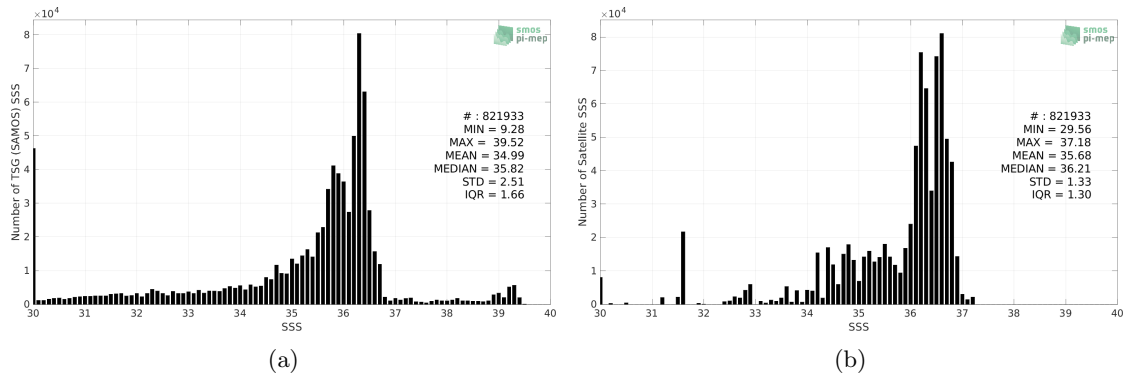 ×10⁴
smos
pi-mep
Number of TSG (SAMOS) SSS
8
7
6
5
4
3
2
1
0
# : 821933
MIN = 9.28
MAX = 39.52
MEAN = 34.99
MEDIAN = 35.82
STD = 2.51
IQR = 1.66
30 31 32 33 34 35 36 37 38 39 40
SSS
(a)
×10⁴
smos
pi-mep
Number of Satellite SSS
8
7
6
5
4
3
2
1
0
# : 821933
MIN = 29.56
MAX = 37.18
MEAN = 35.68
MEDIAN = 36.21
STD = 1.33
IQR = 1.30
30 31 32 33 34 35 36 37 38 39 40
SSS
(b)